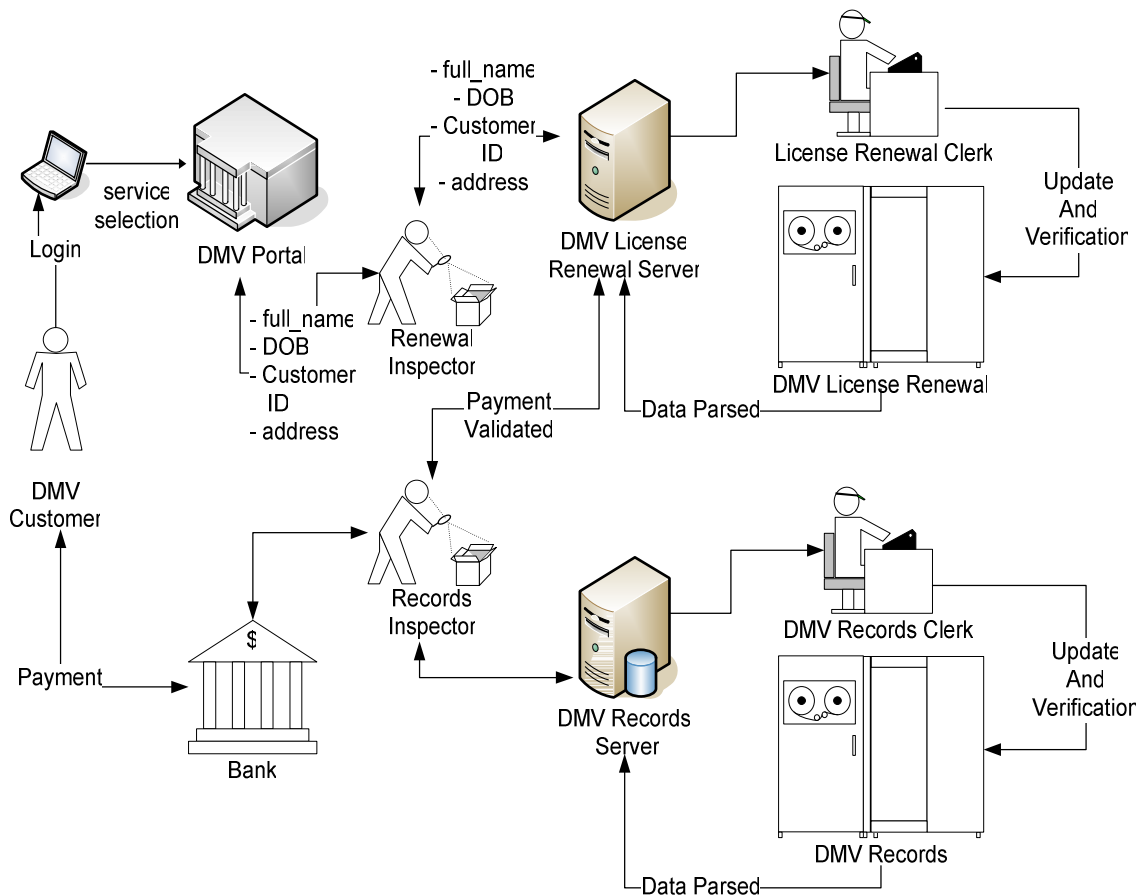 - full_name
- DOB
- Customer
ID
- address
License Renewal Clerk
service
selection
Login
DMV Portal
DMV License
Renewal Server
Update
And
Verification
- full_name
- DOB
- Customer
ID
- address
Renewal
Inspector
DMV License Renewal
Payment
Validated
Data Parsed
DMV
Customer
Records
Inspector
DMV Records Clerk
$
Payment
Bank
DMV Records
Server
Update
And
Verification
DMV Records
Data Parsed